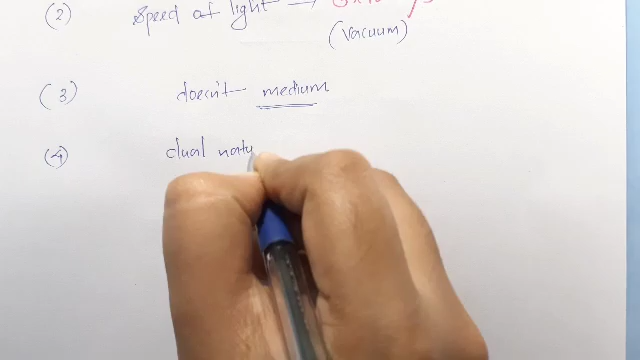 (2) Speed of light →
(Vacuum)
(3) doesn't medium
(4) dual natu